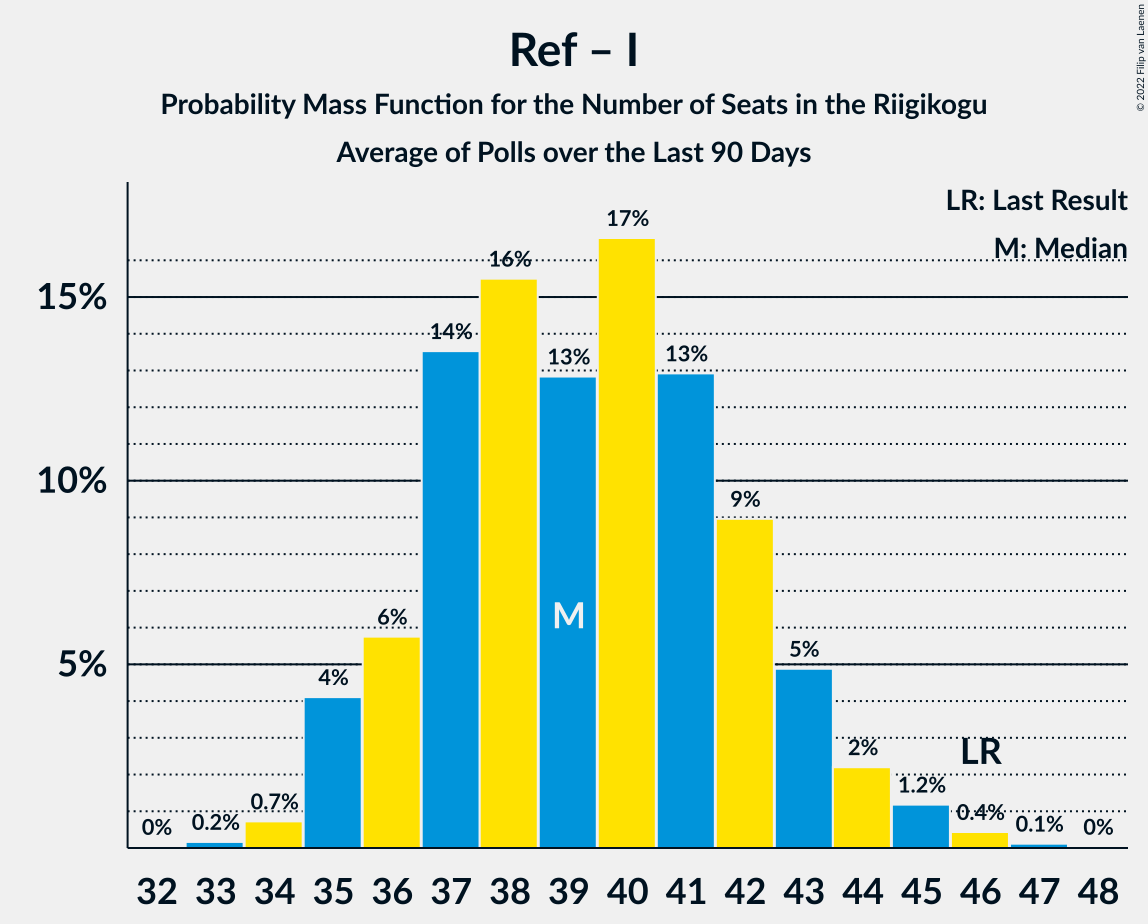 Ref – I
Probability Mass Function for the Number of Seats in the Riigikogu
Average of Polls over the Last 90 Days
© 2022 Filip van Laenen
LR: Last Result
M: Median
15%
10%
5%
0%
0.2%
0.7%
4%
6%
14%
16%
13%
17%
13%
9%
5%
2%
1.2%
0.4%
0.1%
0%
M
LR
32 33 34 35 36 37 38 39 40 41 42 43 44 45 46 47 48